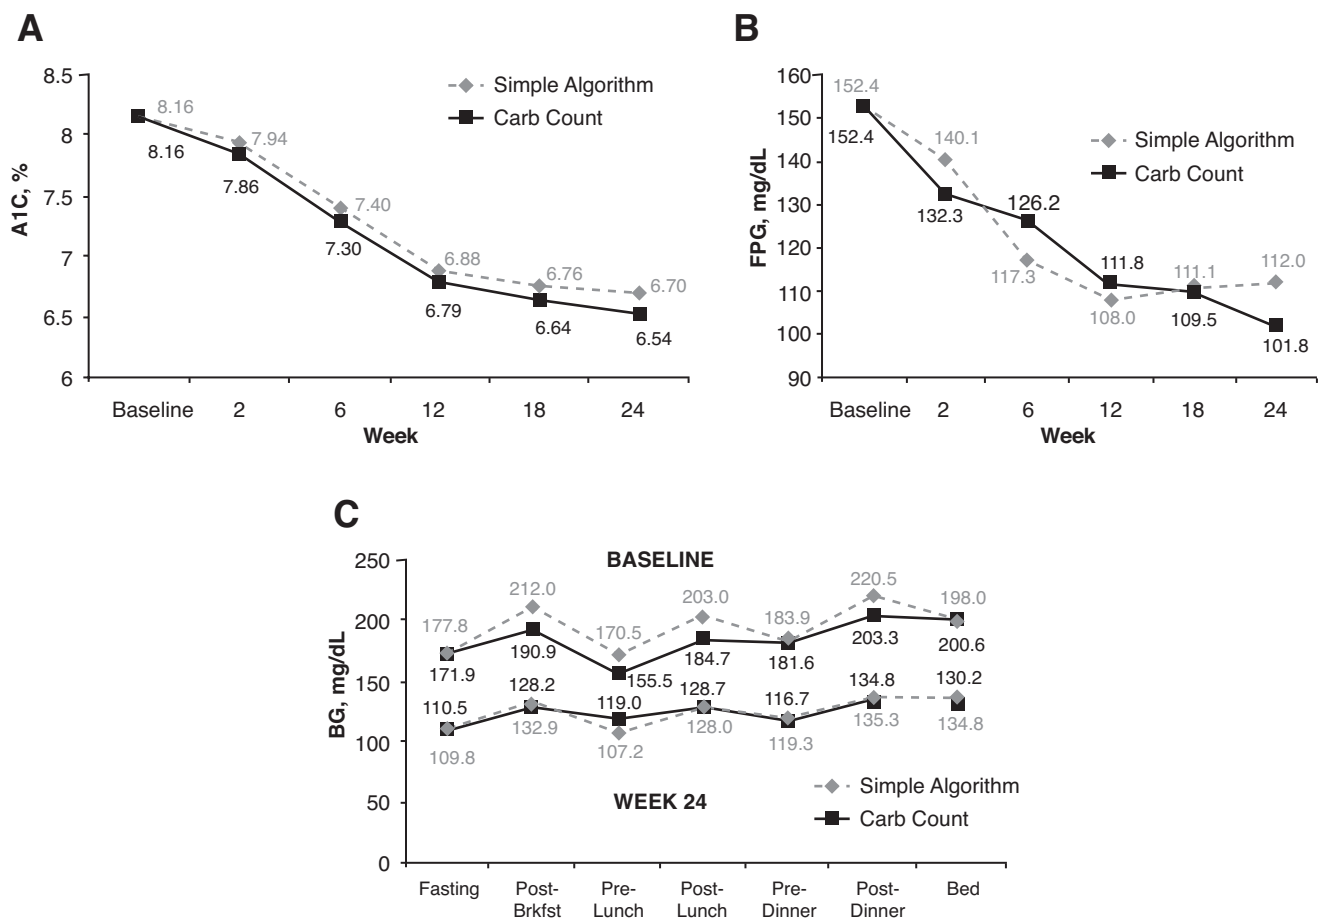 A
8.5
8
7.5
7
6.5
6
A1C, %
Simple Algorithm
Carb Count
8.16
8.16
7.94
7.86
7.40
7.30
6.88
6.79
6.76
6.64
6.70
6.54
Baseline 2 6 12 18 24
Week
B
160
150
140
130
120
110
100
90
FPG, mg/dL
Simple Algorithm
Carb Count
152.4
152.4
140.1
132.3
126.2
117.3
111.8
108.0
111.1
109.5
112.0
101.8
Baseline 2 6 12 18 24
Week
C
250
200
150
100
50
0
BG, mg/dL
BASELINE
177.8
212.0
170.5
203.0
183.9
220.5
198.0
171.9
190.9
155.5
184.7
181.6
203.3
200.6
110.5
128.2
119.0
128.7
116.7
134.8
130.2
109.8
132.9
107.2
128.0
119.3
135.3
134.8
WEEK 24
Simple Algorithm
Carb Count
Fasting
Post-
Brkfst
Pre-
Lunch
Post-
Lunch
Pre-
Dinner
Post-
Dinner
Bed